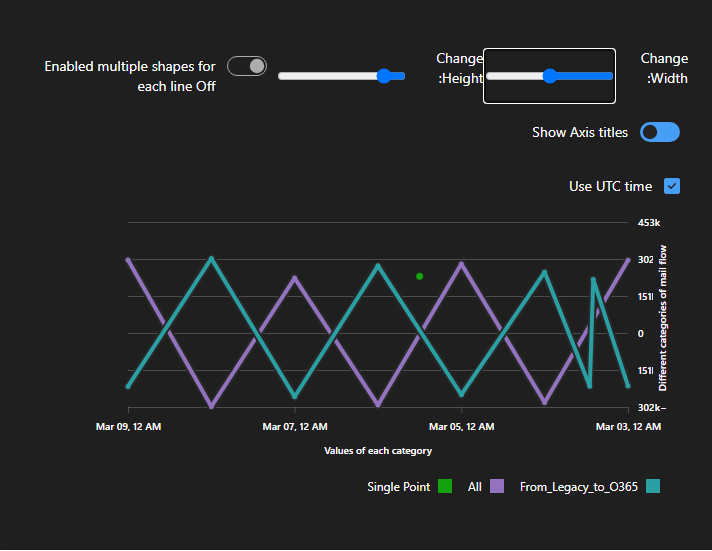 Enabled multiple shapes for
each line Off
Change
:Height
Change
:Width
Show Axis titles
Use UTC time
453k
302
151
0
151
302k–
Different categories of mail flow
Mar 09, 12 AM
Mar 07, 12 AM
Mar 05, 12 AM
Mar 03, 12 AM
Values of each category
Single Point
All
From_Legacy_to_O365